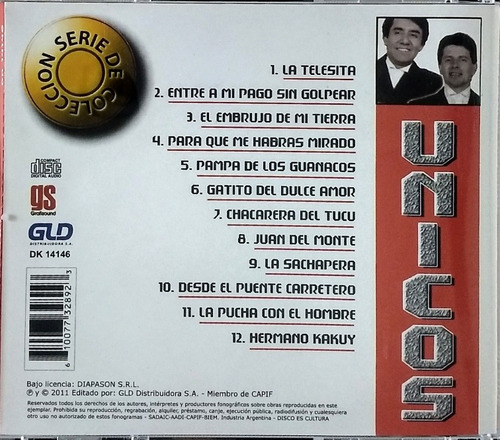 SERIE DE COLECCION
1. LA TELESITA
2. ENTRE A MI PAGO SIN GOLPEAR
3. EL EMBRUJO DE MI TIERRA
4. PARA QUE ME HABRAS MIRADO
5. PAMPA DE LOS GUANACOS
6. GATITO DEL DULCE AMOR
7. CHACARERA DEL TUCU
8. JUAN DEL MONTE
9. LA SACHAPERA
10. DESDE EL PUENTE CARRETERO
11. LA PUCHA CON EL HOMBRE
12. HERMANO KAKUY
UNICOS
COMPACT
disc
DIGITAL AUDIO
gs
Grafsound
GLD
DISTRIBUIDORA S.A.
DK 14146
6 10077 32892 3
Bajo licencia: DIAPASON S.R.L.
℗ y © 2011 Editado por: GLD Distribuidora S.A. - Miembro de CAPIF
Reservados todos los derechos de los autores, intérpretes y productores fonográficos sobre obras reproducidas en este
ejemplar. Prohibida su reproducción, regrabación, alquiler, préstamo, canje, ejecución pública, radiodifusión y cualesquiera
otro uso no autorizado de estos fonogramas - SADAIC-AADI-CAPIF-BIEM. Industria Argentina - DISCO ES CULTURA